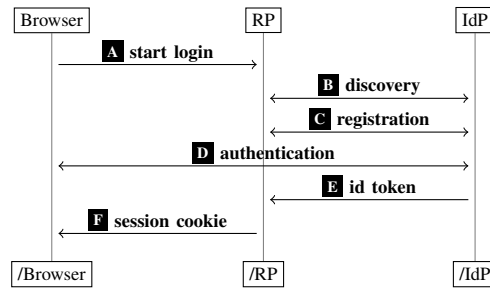 Browser RP IdP
A start login
B discovery
C registration
D authentication
E id token
F session cookie
/Browser /RP /IdP